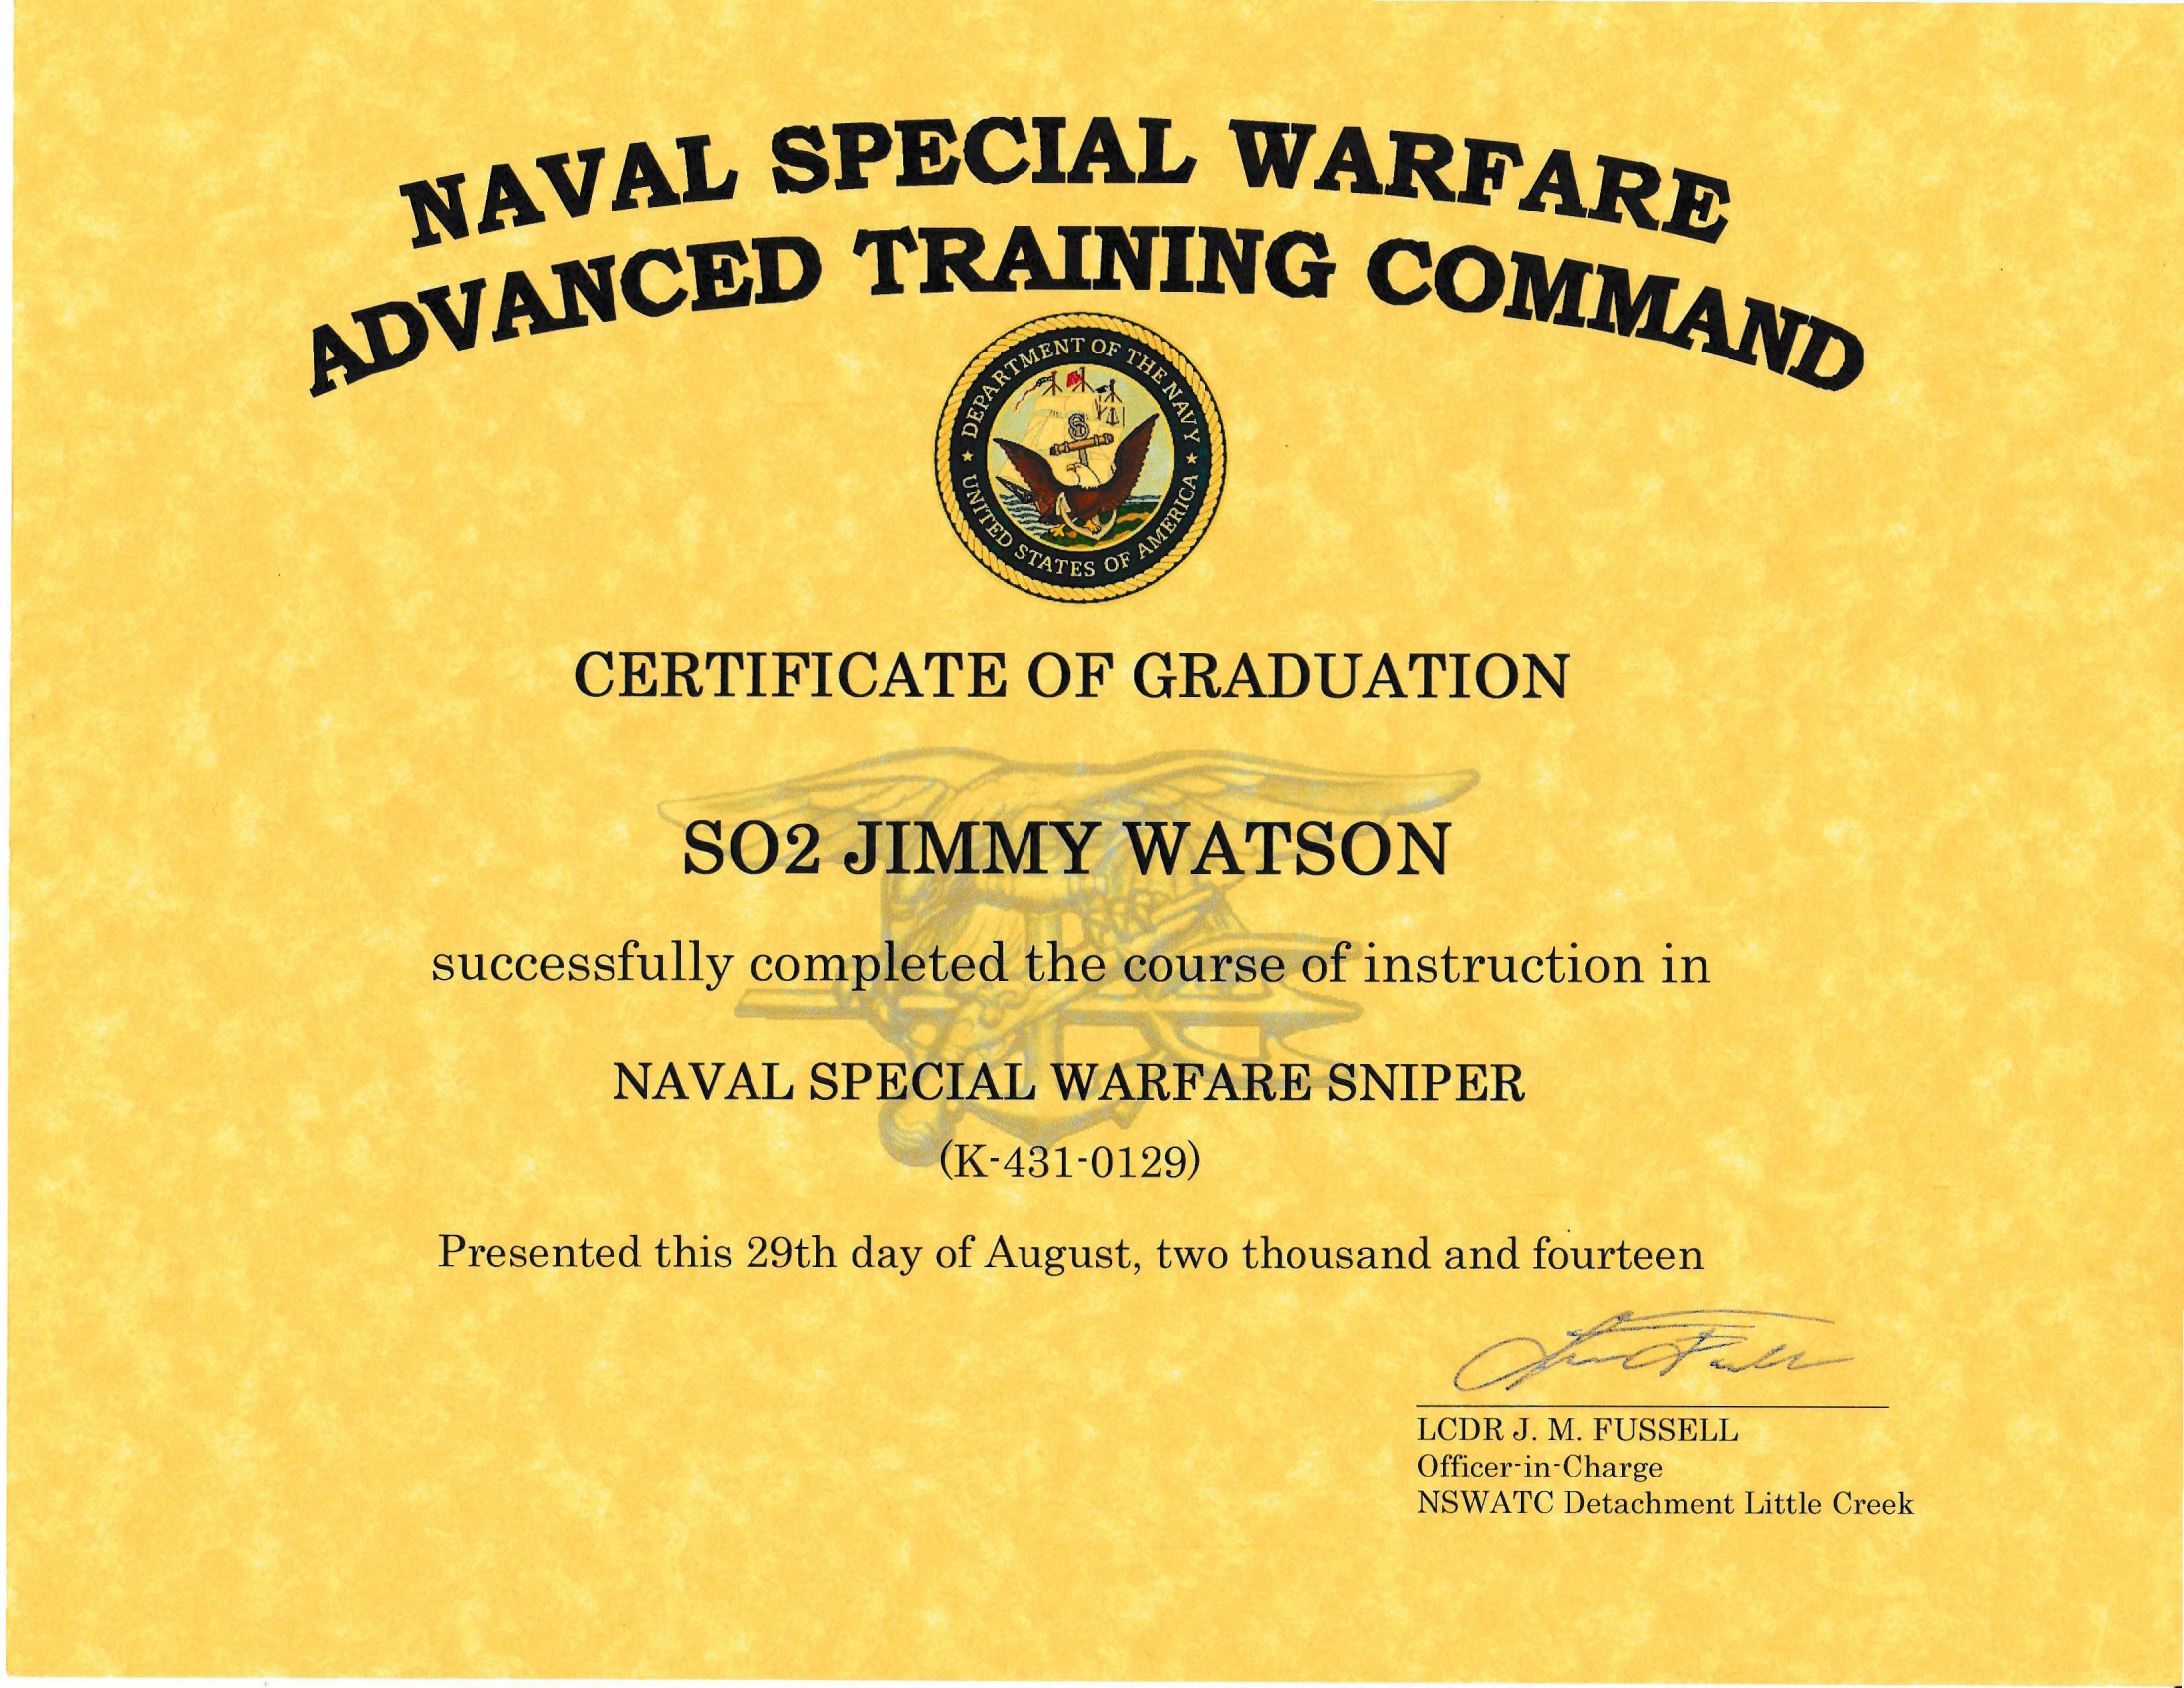 NAVAL SPECIAL WARFARE
ADVANCED TRAINING COMMAND
DEPARTMENT OF THE NAVY
UNITED STATES OF AMERICA
CERTIFICATE OF GRADUATION
SO2 JIMMY WATSON
successfully completed the course of instruction in
NAVAL SPECIAL WARFARE SNIPER
(K-431-0129)
Presented this 29th day of August, two thousand and fourteen
LCDR J. M. FUSSELL
Officer-in-Charge
NSWATC Detachment Little Creek